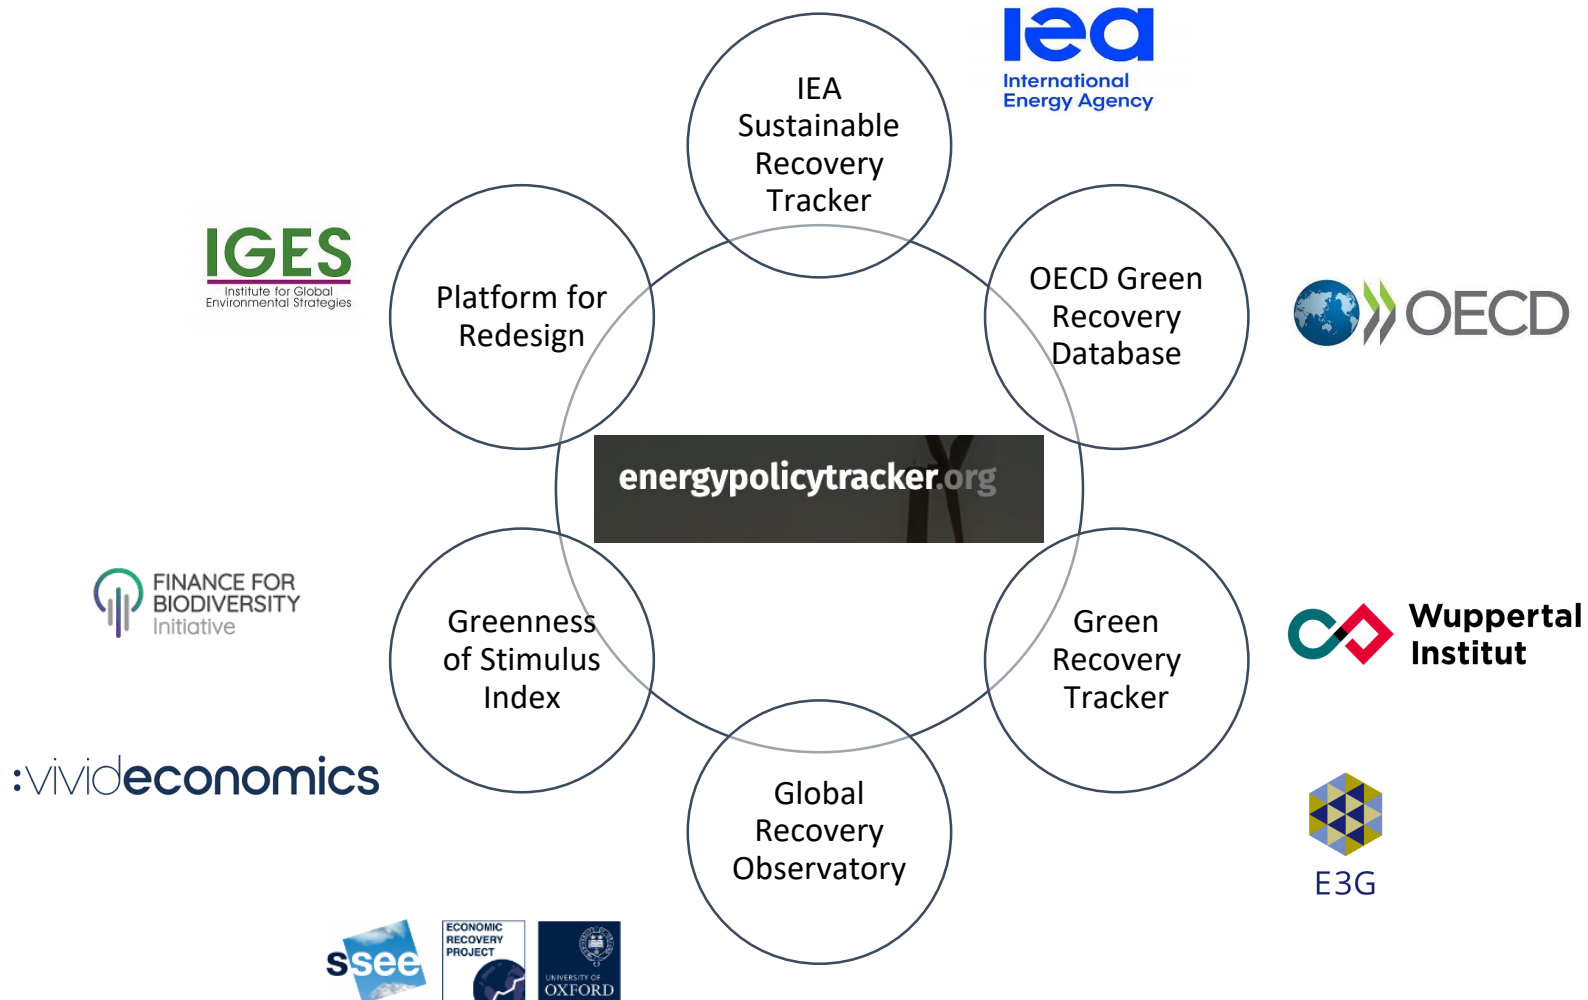 iea
International
Energy Agency
IEA
Sustainable
Recovery
Tracker
IGES
Institute for Global
Environmental Strategies
Platform for
Redesign
OECD Green
Recovery
Database
OECD
energypolicytracker.org
FINANCE FOR
BIODIVERSITY
Initiative
Greenness
of Stimulus
Index
Green
Recovery
Tracker
Wuppertal
Institut
:vivideconomics
Global
Recovery
Observatory
E3G
ssee
ECONOMIC
RECOVERY
PROJECT
UNIVERSITY OF
OXFORD